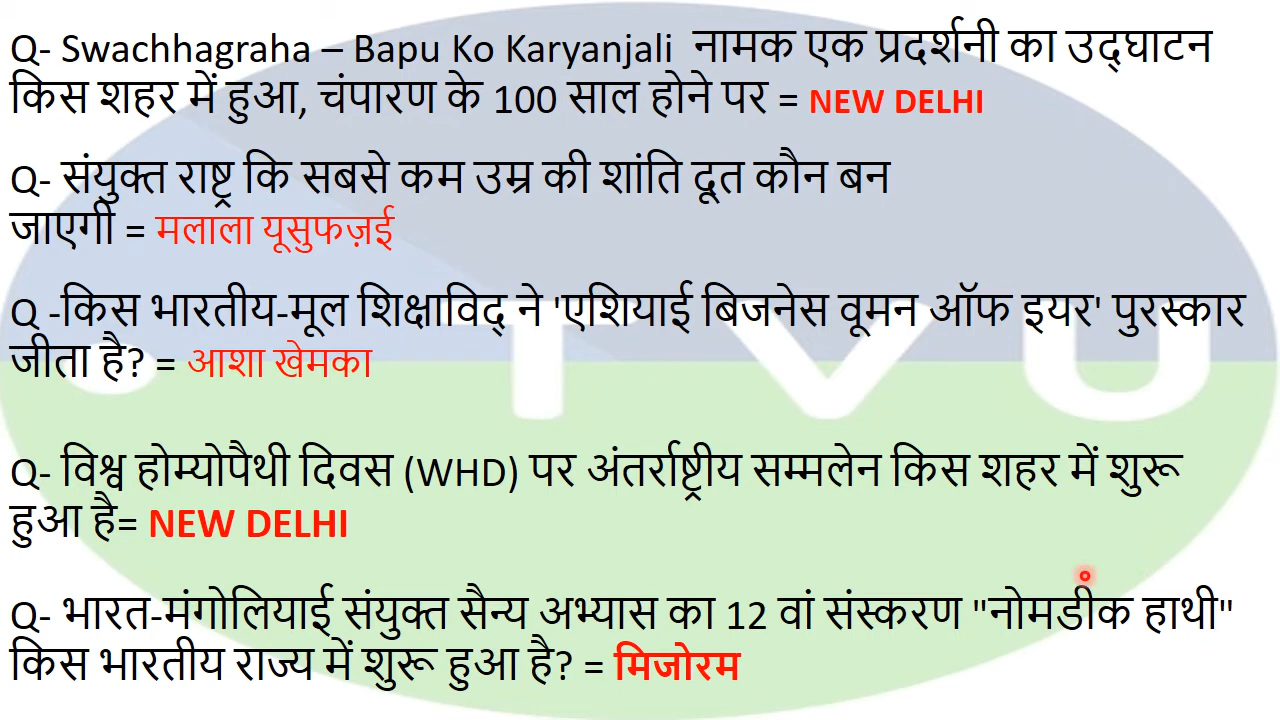 Q- Swachhagraha – Bapu Ko Karyanjali नामक एक प्रदर्शनी का उद्घाटन
किस शहर में हुआ, चंपारण के 100 साल होने पर = NEW DELHI
Q- संयुक्त राष्ट्र कि सबसे कम उम्र की शांति दूत कौन बन
जाएगी = मलाला यूसुफज़ई
Q -किस भारतीय-मूल शिक्षाविद् ने 'एशियाई बिजनेस वूमन ऑफ इयर' पुरस्कार
जीता है? = आशा खेमका
Q- विश्व होम्योपैथी दिवस (WHD) पर अंतर्राष्ट्रीय सम्मलेन किस शहर में शुरू
हुआ है= NEW DELHI
Q- भारत-मंगोलियाई संयुक्त सैन्य अभ्यास का 12 वां संस्करण "नोमडीक हाथी"
किस भारतीय राज्य में शुरू हुआ है? = मिजोरम
TVU